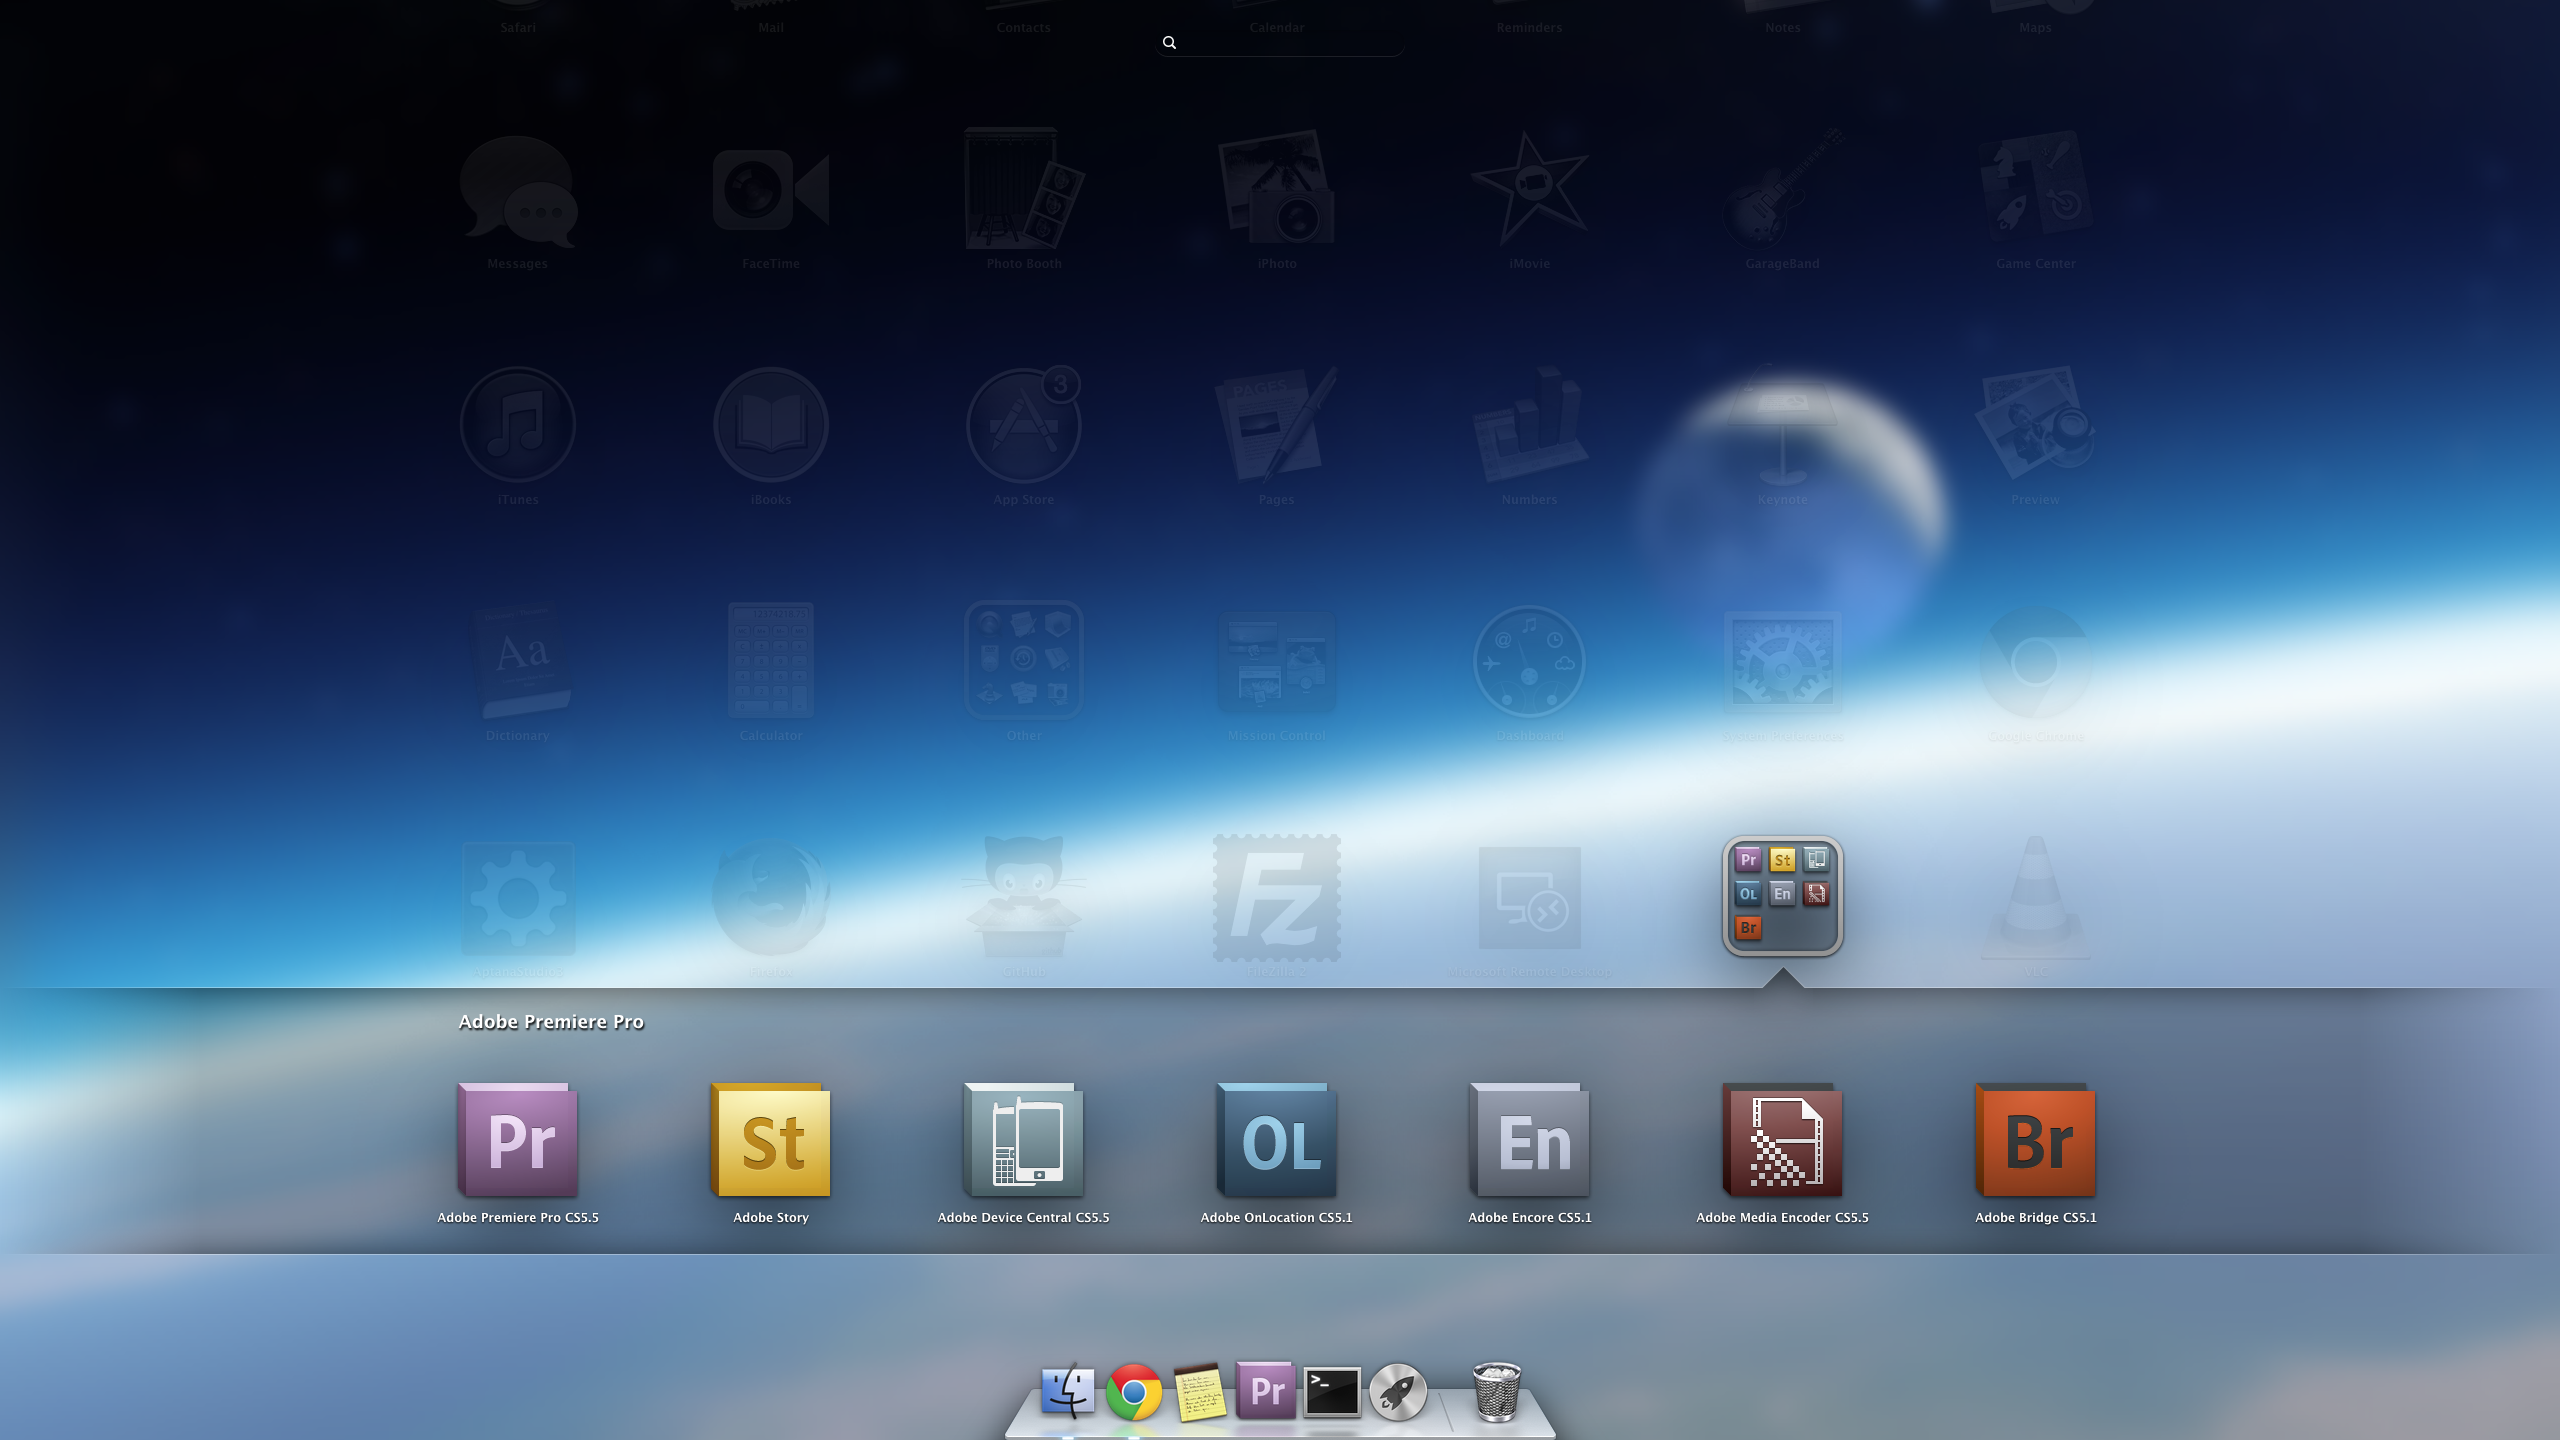 Safari Mail Contacts Calendar Reminders Notes Maps
Messages FaceTime Photo Booth iPhoto iMovie GarageBand Game Center
3
PAGES
iTunes iBooks App Store Pages Numbers Keynote Preview
Aa
Dictionary Calculator Other Mission Control Dashboard System Preferences Google Chrome
Fz
Pr St
OL En
Br
AptanaStudio3 Firefox GitHub FileZilla 2 Microsoft Remote Desktop VLC
Adobe Premiere Pro
Pr St OL En Br
Adobe Premiere Pro CS5.5 Adobe Story Adobe Device Central CS5.5 Adobe OnLocation CS5.1 Adobe Encore CS5.1 Adobe Media Encoder CS5.5 Adobe Bridge CS5.1
Pr >_